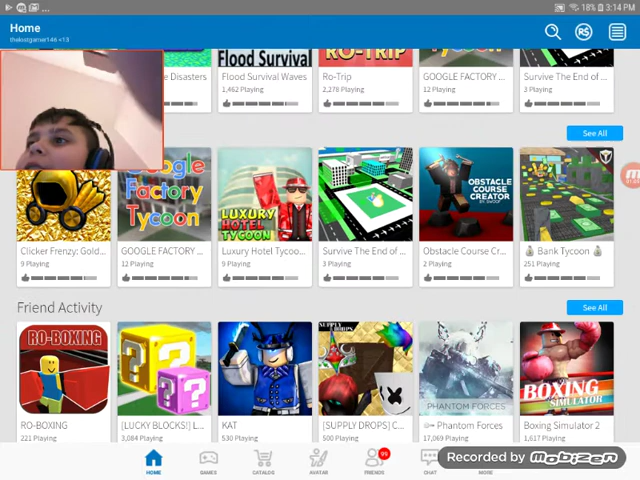 18% 3:14 PM
Home
thelostgamer146 <13
Disasters Flood Survival Waves Ro-Trip GOOGLE FACTORY ... Survive The End of ...
1,462 Playing 2,278 Playing 12 Playing 3 Playing
Flood Survival RO-TRIP
See All
Google Factory Tycoon LUXURY HOTEL TYCOON OBSTACLE COURSE CREATOR
Clicker Frenzy: Gold... GOOGLE FACTORY ... Luxury Hotel Tycoo... Survive The End of ... Obstacle Course Cr... Bank Tycoon
9 Playing 12 Playing 9 Playing 3 Playing 2 Playing 251 Playing
Friend Activity See All
RO-BOXING SUPPLY DROPS PHANTOM FORCES BOXING SIMULATOR
RO-BOXING [LUCKY BLOCKS!] L... KAT [SUPPLY DROPS] C... Phantom Forces Boxing Simulator 2
221 Playing 3,084 Playing 530 Playing 500 Playing 17,069 Playing 1,617 Playing
99
HOME GAMES CATALOG AVATAR FRIENDS CHAT MORE
Recorded by Mobizen